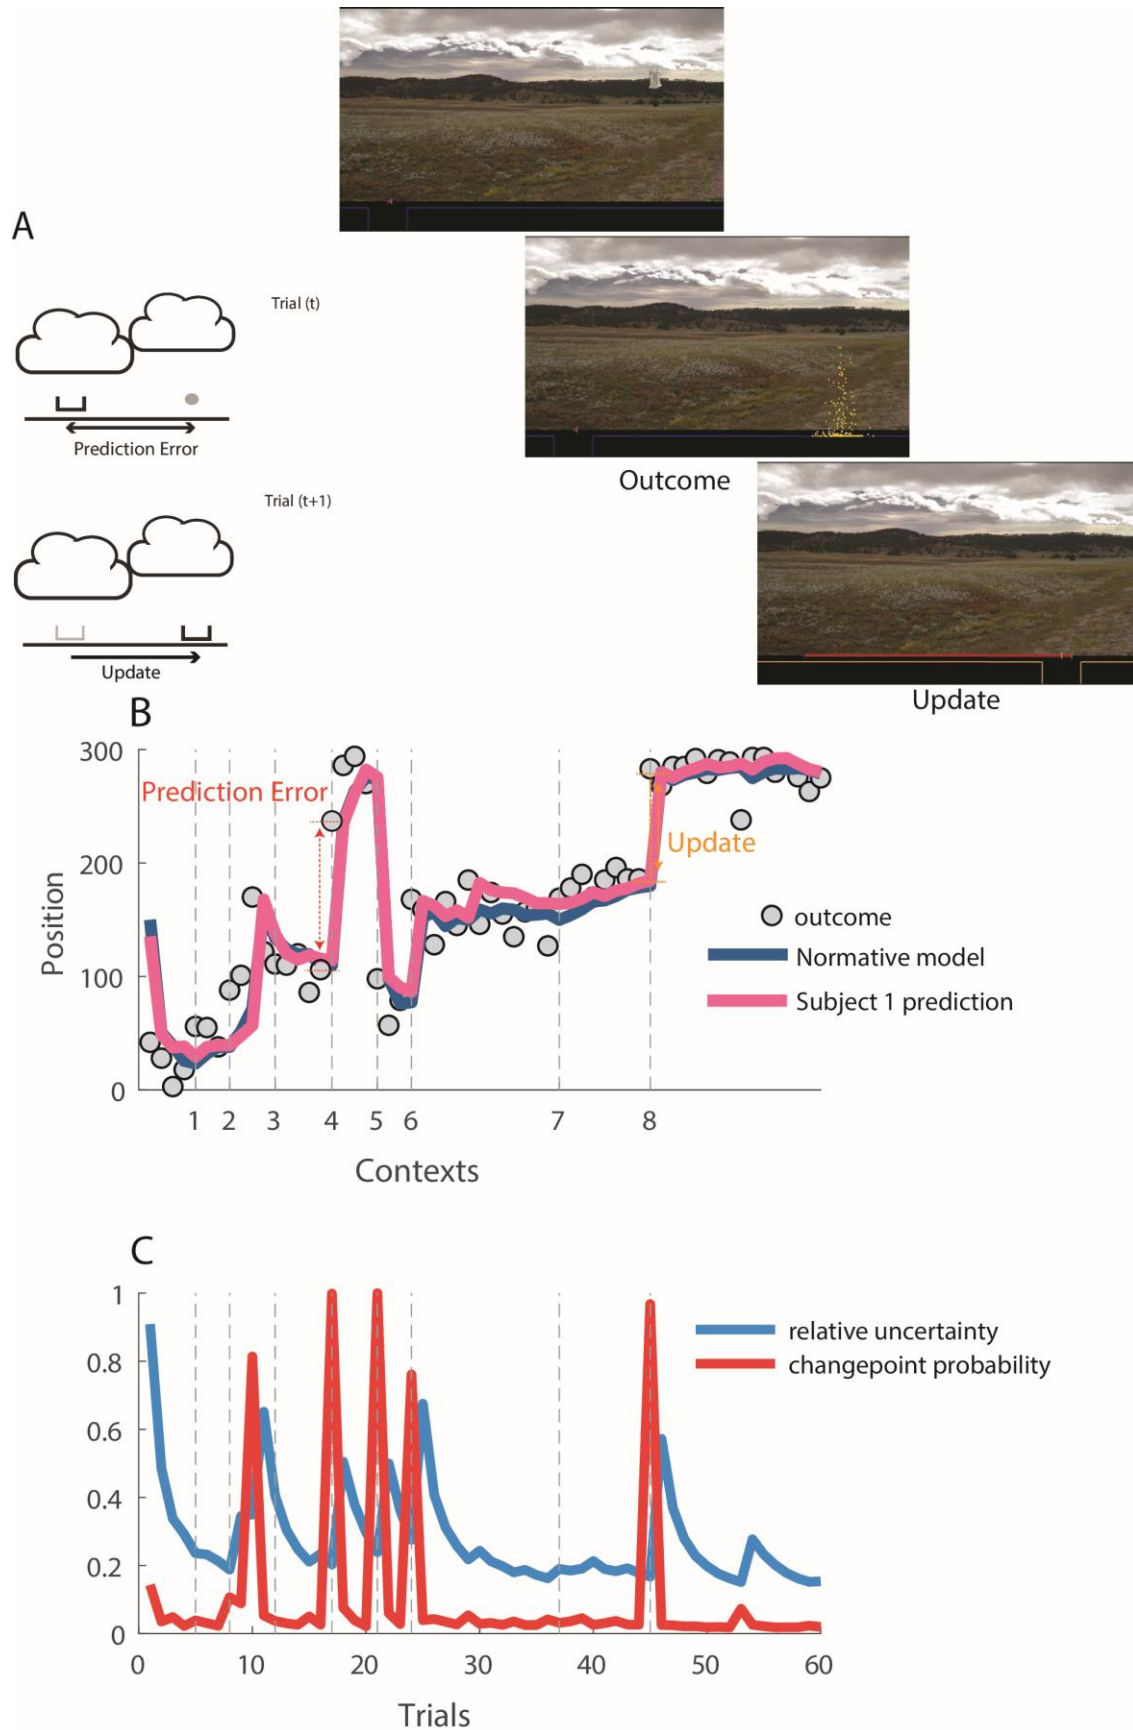 A
Trial (t)
Prediction Error
Trial (t+1)
Update
Outcome
Update
B
300
200
100
0
Position
Prediction Error
Update
outcome
Normative model
Subject 1 prediction
1 2 3 4 5 6 7 8
Contexts
C
1
0.8
0.6
0.4
0.2
0
relative uncertainty
changepoint probability
0 10 20 30 40 50 60
Trials